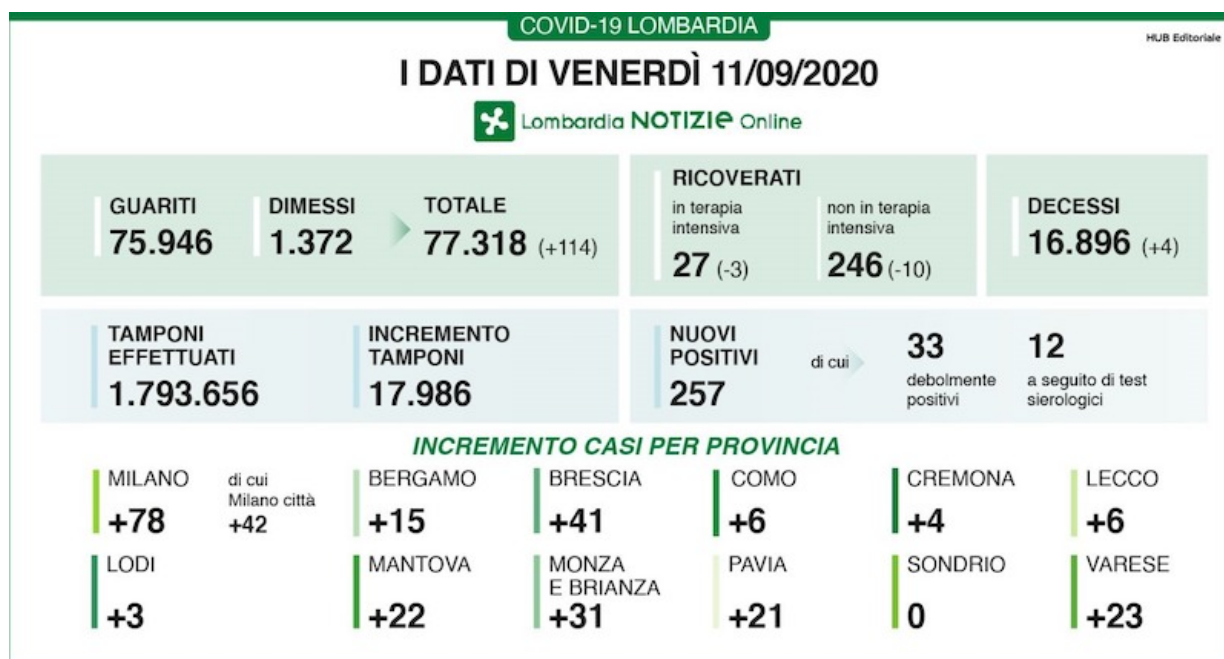 COVID-19 LOMBARDIA
HUB Editoriale
I DATI DI VENERDÌ 11/09/2020
Lombardia NOTIZIe Online
GUARITI
75.946
DIMESSI
1.372
TOTALE
77.318 (+114)
RICOVERATI
in terapia
intensiva
27 (-3)
non in terapia
intensiva
246 (-10)
DECESSI
16.896 (+4)
TAMPONI
EFFETTUATI
1.793.656
INCREMENTO
TAMPONI
17.986
NUOVI
POSITIVI
257
di cui
33
debolmente
positivi
12
a seguito di test
sierologici
INCREMENTO CASI PER PROVINCIA
MILANO
+78
di cui
Milano città
+42
BERGAMO
+15
BRESCIA
+41
COMO
+6
CREMONA
+4
LECCO
+6
LODI
+3
MANTOVA
+22
MONZA
E BRIANZA
+31
PAVIA
+21
SONDRIO
0
VARESE
+23